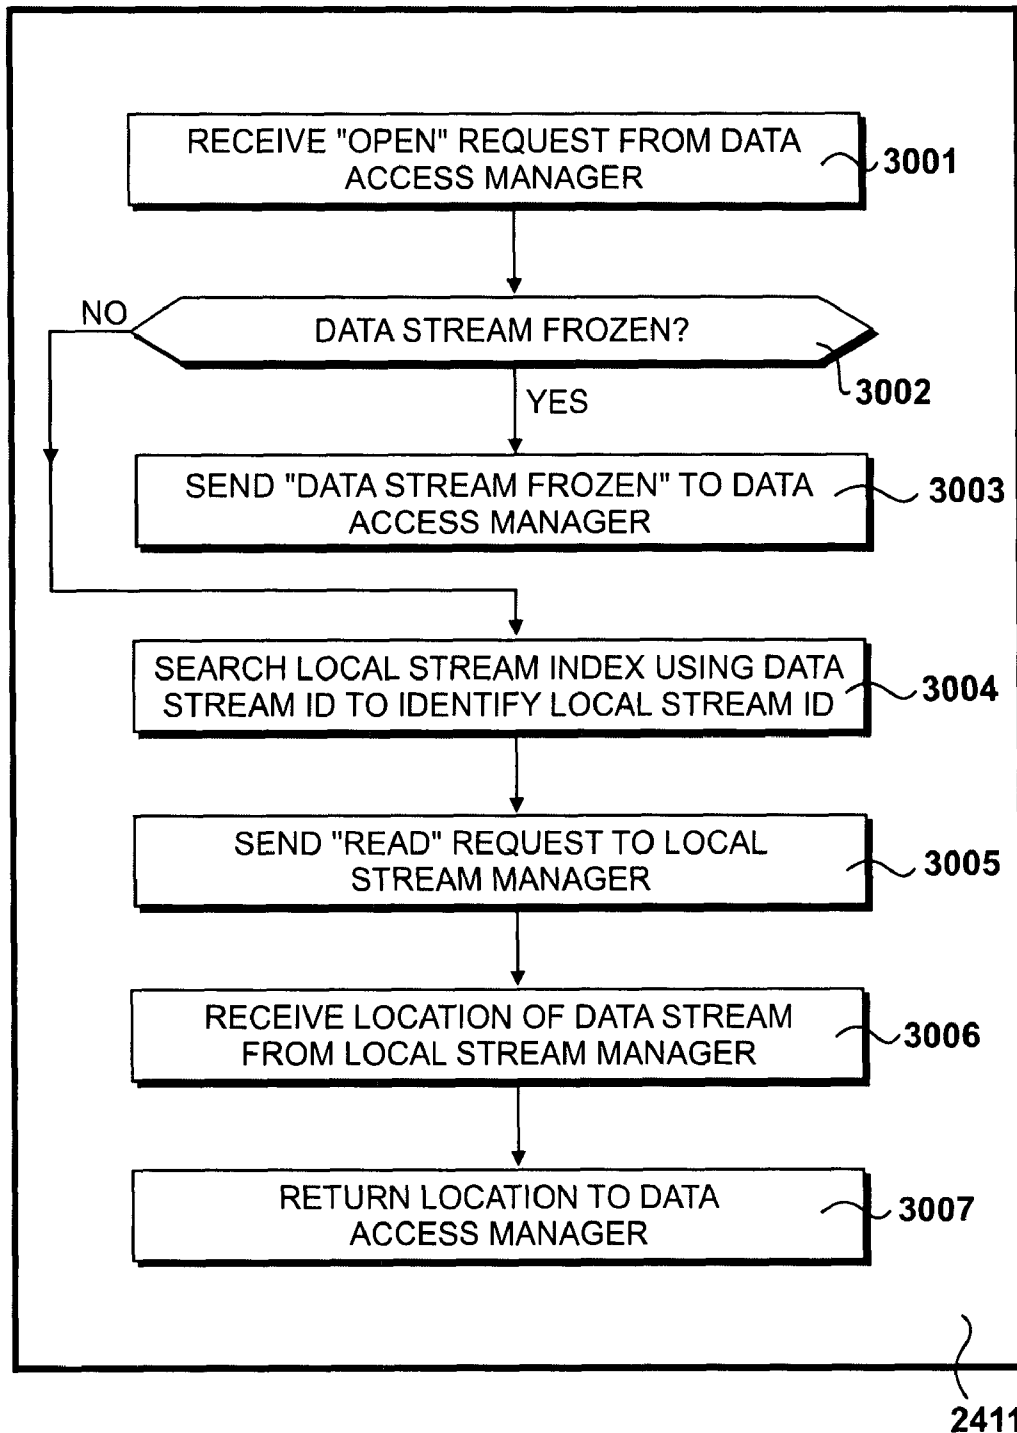 RECEIVE "OPEN" REQUEST FROM DATA
ACCESS MANAGER
3001
NO
DATA STREAM FROZEN?
3002
YES
SEND "DATA STREAM FROZEN" TO DATA
ACCESS MANAGER
3003
SEARCH LOCAL STREAM INDEX USING DATA
STREAM ID TO IDENTIFY LOCAL STREAM ID
3004
SEND "READ" REQUEST TO LOCAL
STREAM MANAGER
3005
RECEIVE LOCATION OF DATA STREAM
FROM LOCAL STREAM MANAGER
3006
RETURN LOCATION TO DATA
ACCESS MANAGER
3007
2411